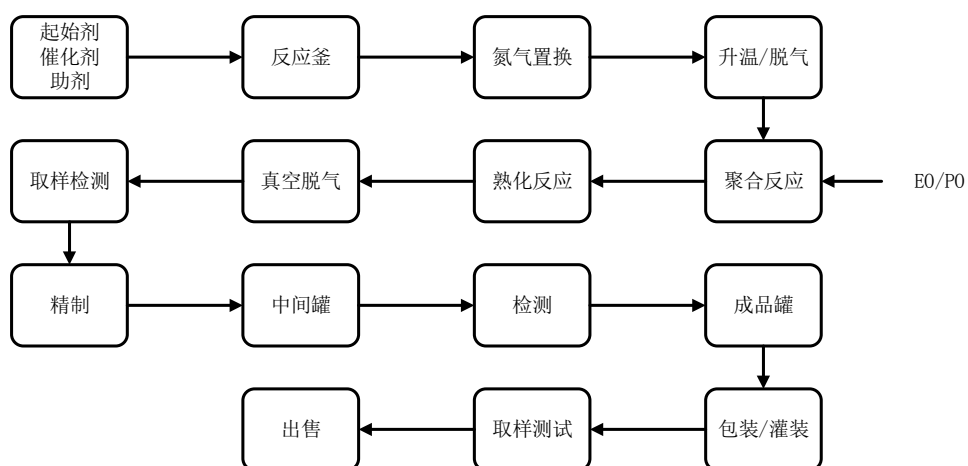 起始剂
催化剂
助剂
反应釜
氮气置换
升温/脱气
取样检测
真空脱气
熟化反应
聚合反应
EO/PO
精制
中间罐
检测
成品罐
出售
取样测试
包装/灌装